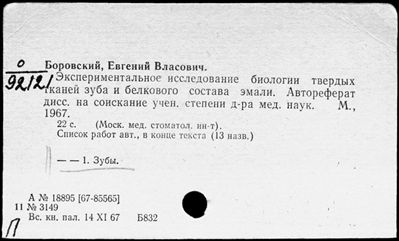 О
9212
Боровский, Евгений Власович.
Экспериментальное исследование биологии твердых
тканей зуба и белкового состава эмали. Автореферат
дисс. на соискание учен. степени д-ра мед. наук. М.,
1967.
22 с. (Моск. мед. стоматол. ин-т).
Список работ авт., в конце текста (13 назв.)
— — 1. Зубы.
А № 18895 [67-85565]
11 № 3149
Вс. кн. пал. 14 XI 67 Б832
П